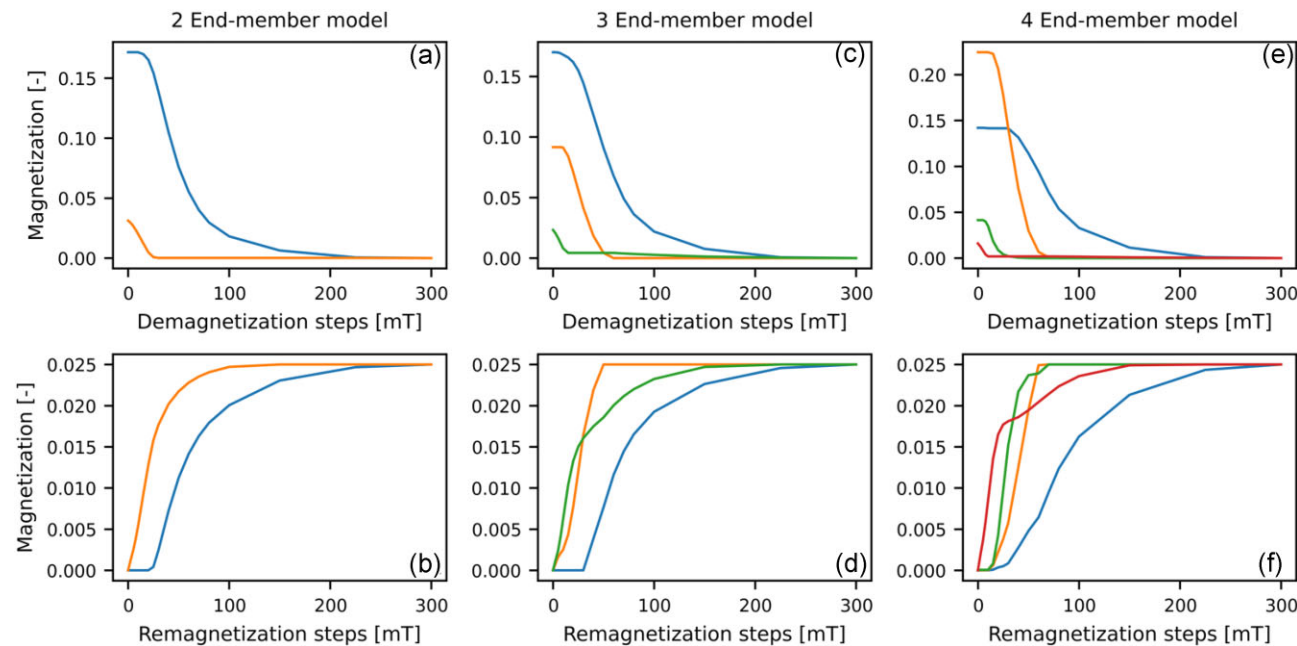 2 End-member model
3 End-member model
4 End-member model
(a)
(c)
(e)
Magnetization [-]
0.15
0.10
0.05
0.00
0.15
0.10
0.05
0.00
0.20
0.15
0.10
0.05
0.00
0 100 200 300
0 100 200 300
0 100 200 300
Demagnetization steps [mT]
Demagnetization steps [mT]
Demagnetization steps [mT]
Magnetization [-]
0.025
0.020
0.015
0.010
0.005
0.000
0.025
0.020
0.015
0.010
0.005
0.000
0.025
0.020
0.015
0.010
0.005
0.000
(b)
(d)
(f)
0 100 200 300
0 100 200 300
0 100 200 300
Remagnetization steps [mT]
Remagnetization steps [mT]
Remagnetization steps [mT]